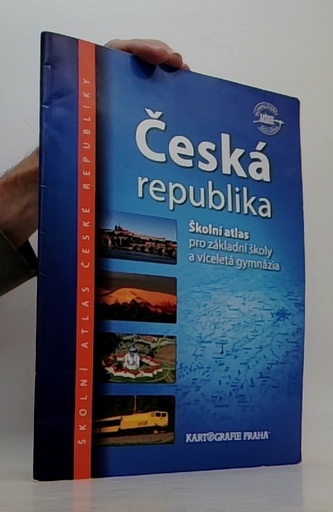 ŠKOLNÍ ATLAS ČESKÉ REPUBLIKY
Česká
republika
Školní atlas
pro základní školy
a víceletá gymnázia
KARTOGRAFIE PRAHA